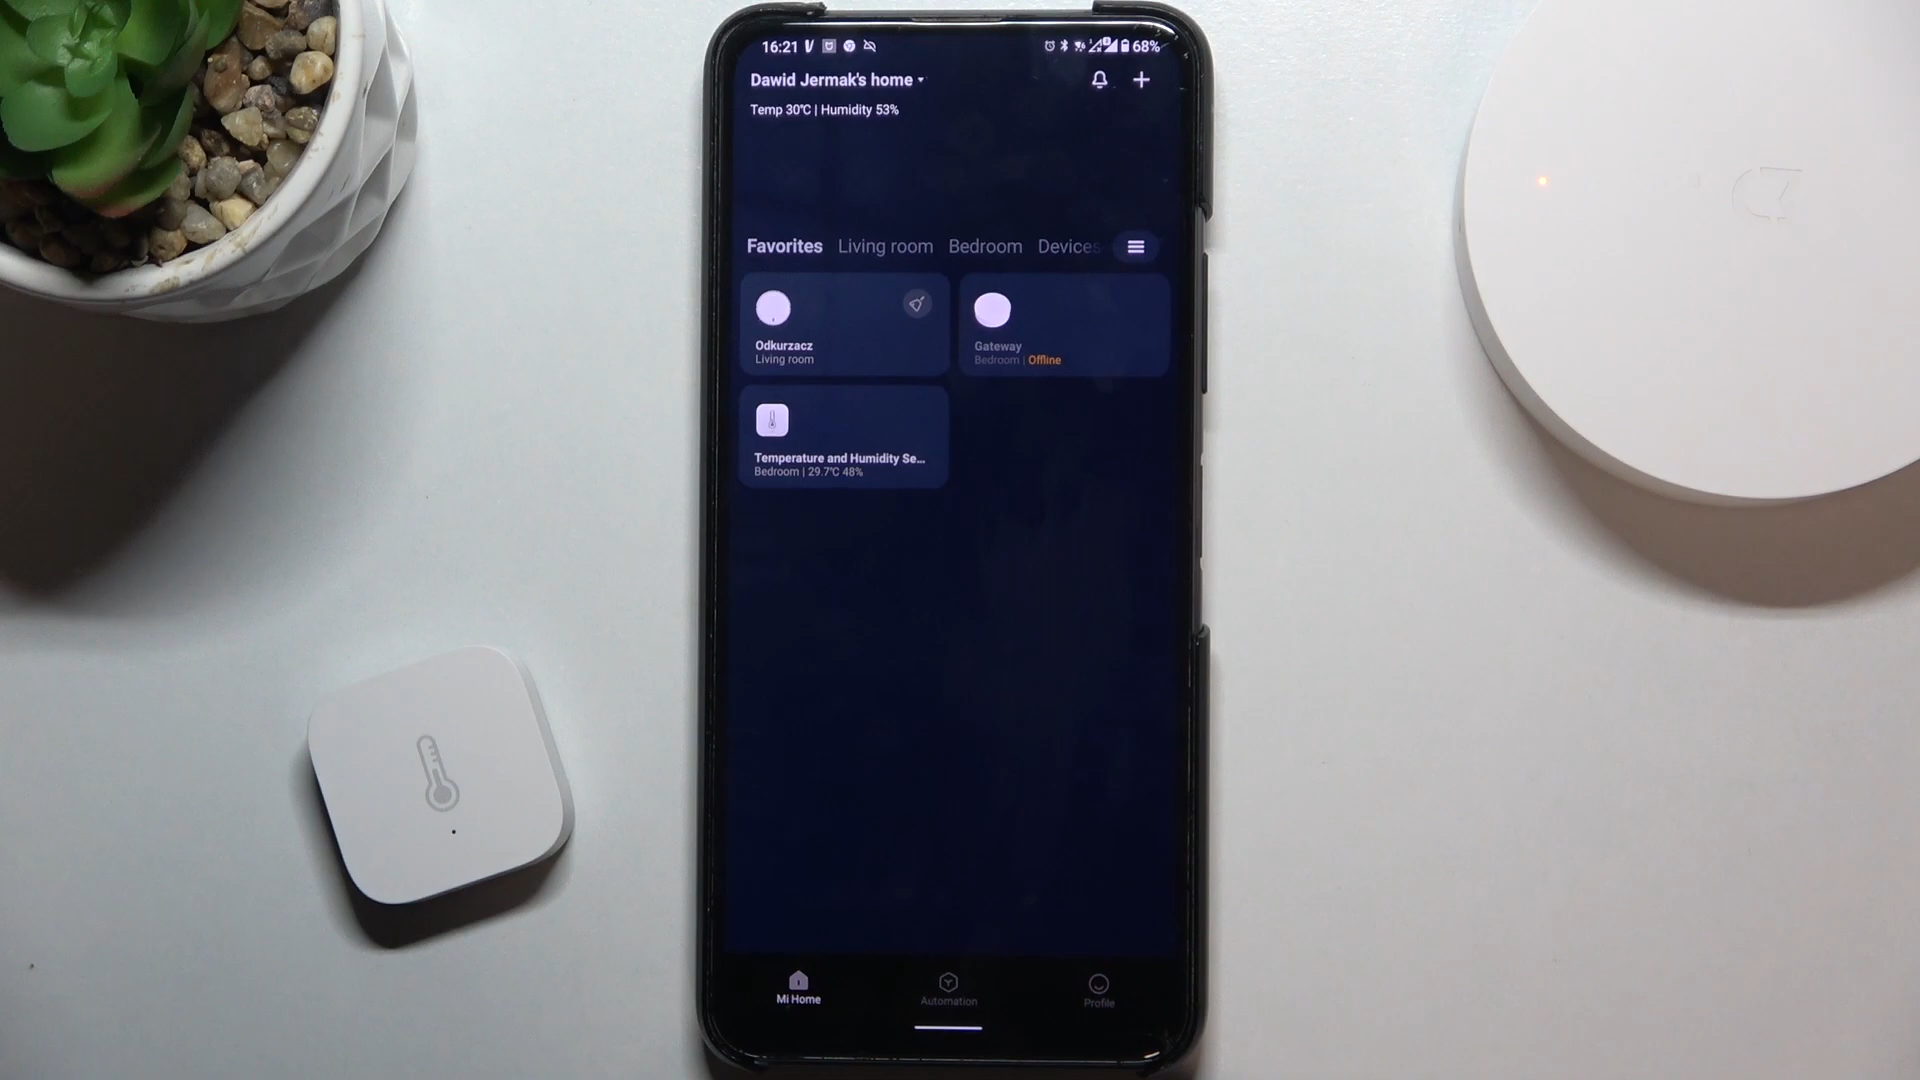 16:21
68%
Dawid Jermak's home
Temp 30℃ | Humidity 53%
Favorites Living room Bedroom Devices
Odkurzacz
Living room
Gateway
Bedroom | Offline
Temperature and Humidity Se...
Bedroom | 29.7℃ 48%
Mi Home
Automation
Profile